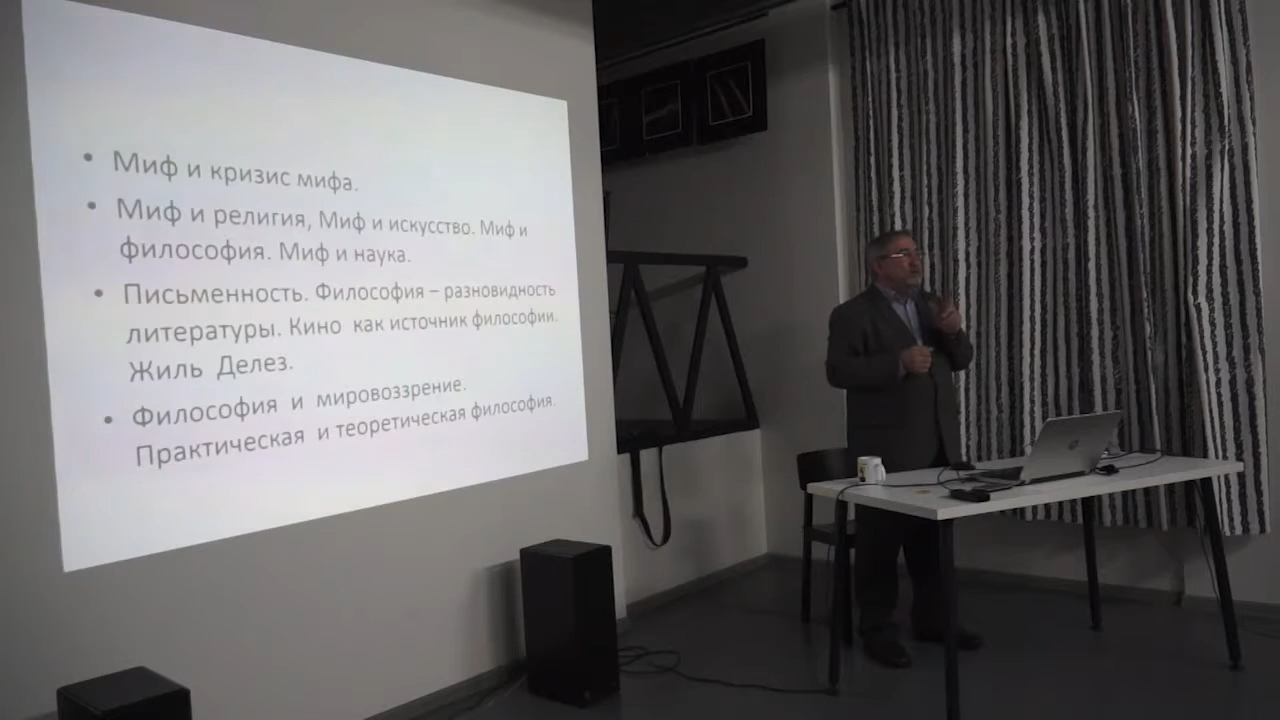 • Миф и кризис мифа.
• Миф и религия, Миф и искусство. Миф и
философия. Миф и наука.
• Письменность. Философия – разновидность
литературы. Кино как источник философии.
Жиль Делез.
• Философия и мировоззрение.
Практическая и теоретическая философия.